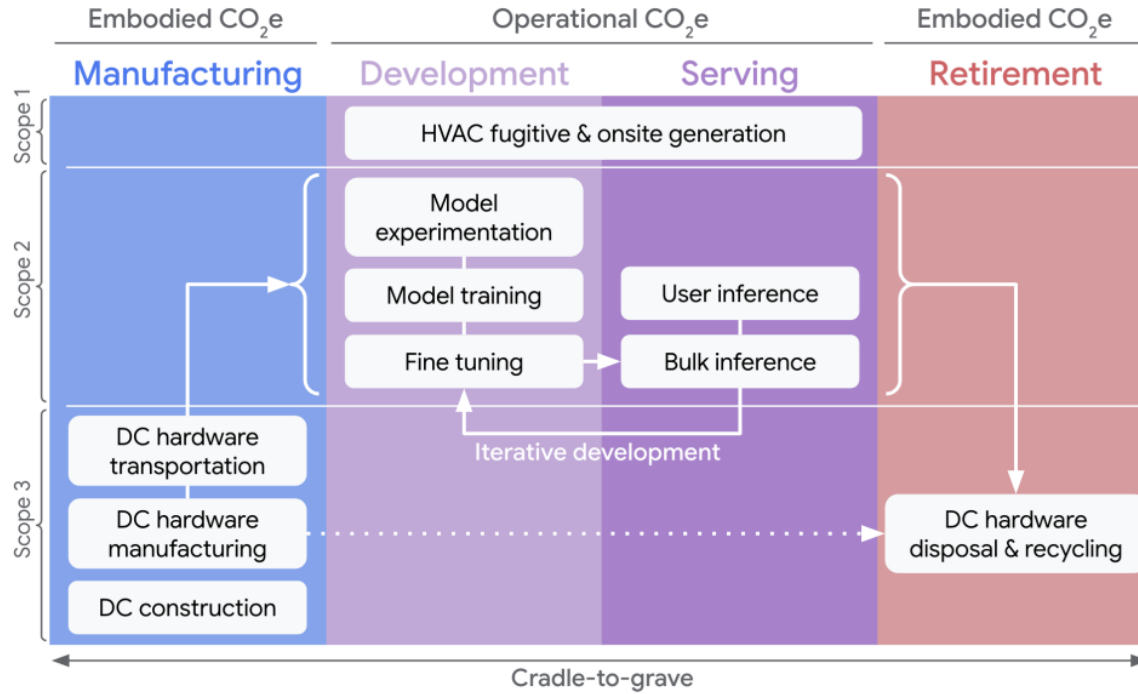 Embodied CO₂e
Operational CO₂e
Embodied CO₂e
Manufacturing
Development
Serving
Retirement
Scope 1
HVAC fugitive & onsite generation
Scope 2
Model
experimentation
Model training
User inference
Fine tuning
Bulk inference
Scope 3
DC hardware
transportation
Iterative development
DC hardware
manufacturing
DC hardware
disposal & recycling
DC construction
Cradle-to-grave